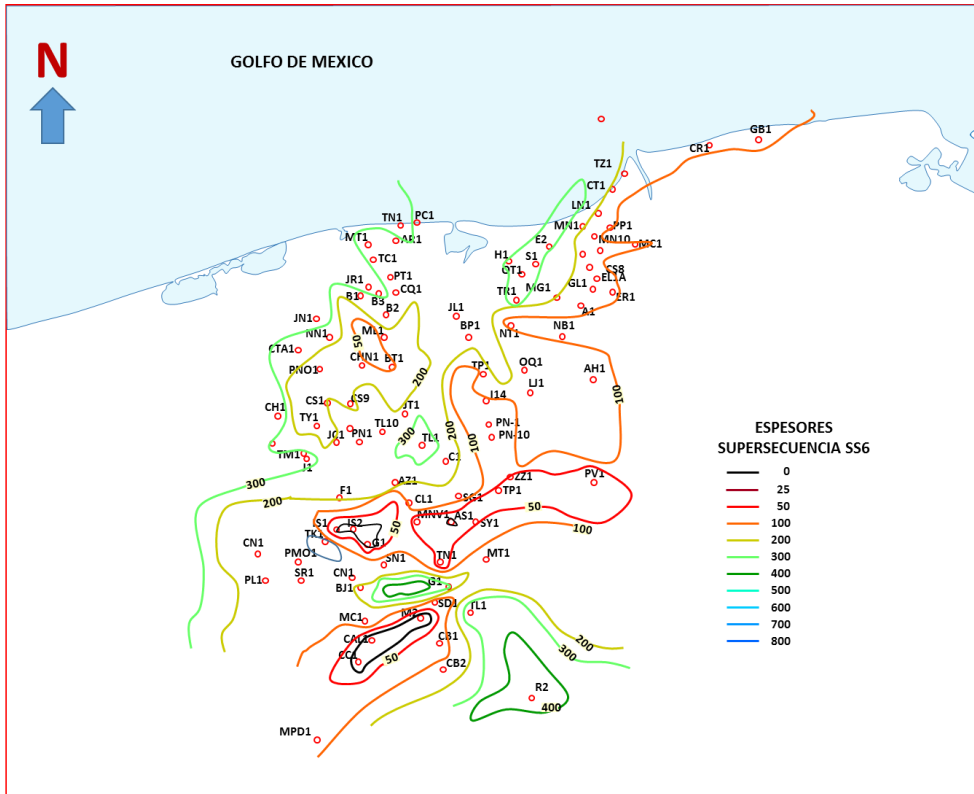 N
GOLFO DE MEXICO
GB1
CR1
TZ1
CT1
LN1
TN1
PC1
MN1
PP1
MT1
AR1
E2
MN10
MC1
TC1
H1
S1
OT1
CS8
JR1
PT1
EL1A
B1
B3
CQ1
TR1
MG1
GL1
ER1
B2
JL1
A1
JN1
BP1
NN1
50
ML1
NT1
NB1
CTA1
CHN1
BT1
TP1
OQ1
PNO1
200
LJ1
AH1
100
CS1
CS9
J14
CH1
JT1
TY1
TL10
300
200
100
PN-1
JO1
PN1
TL1
PN-10
TM1
J1
C1
300
AZ1
ZZ1
PV1
200
F1
CL1
SG1
TP1
50
IS1
IS2
50
MNV1
AS1
SY1
100
TK1
G1
CN1
PMO1
SN1
TN1
MT1
PL1
SR1
CN1
BJ1
G1
SD1
MC1
M2
TL1
CAL1
CB1
200
CC1
50
300
CB2
R2
400
MPD1
ESPESORES
SUPERSECUENCIA SS6
0
25
50
100
200
300
400
500
600
700
800